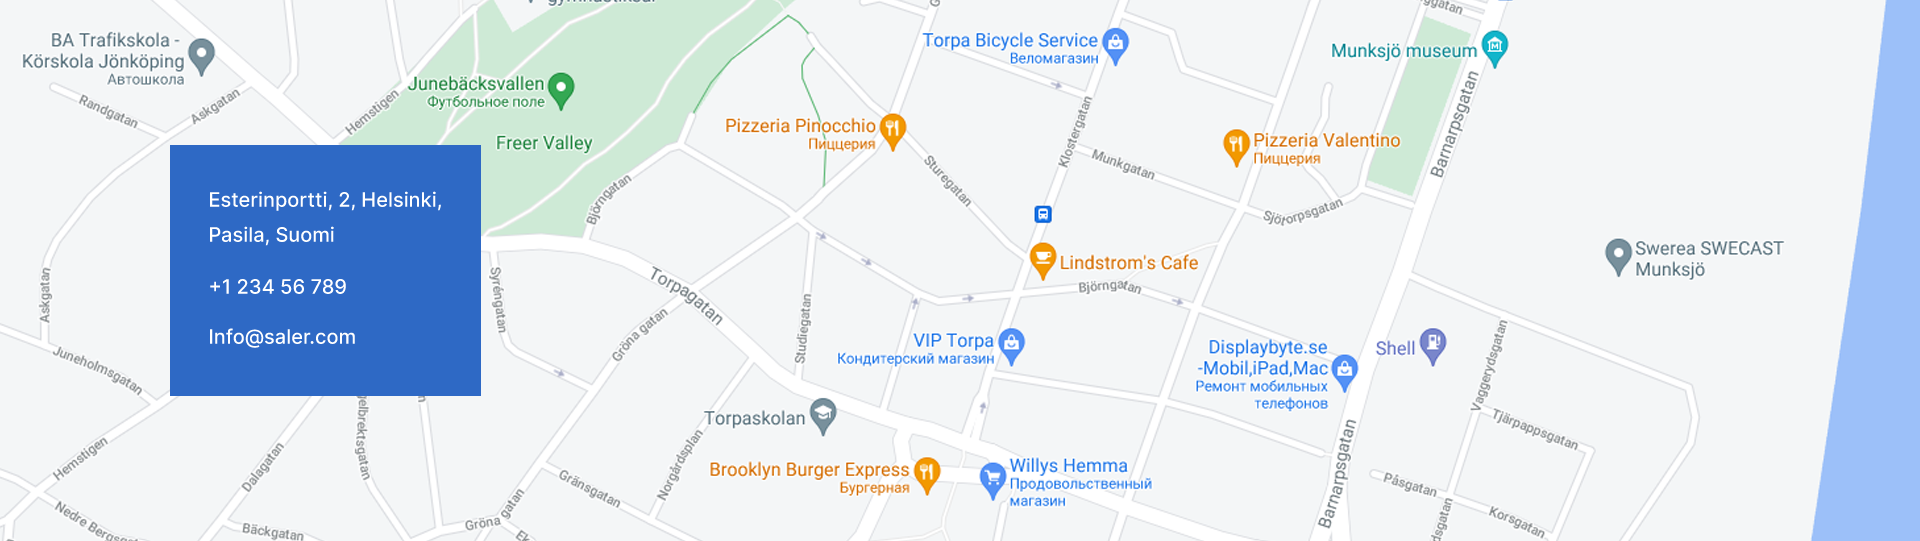 BA Trafikskola -
Körskola Jönköping
Автошкола
Randgatan
Askgatan
Hemstigen
Junebäcksvallen
Футбольное поле
Freer Valley
Pizzeria Pinocchio
Пиццерия
Torpa Bicycle Service
Веломагазин
Munksjö museum
Pizzeria Valentino
Пиццерия
Barnarpsgatan
Klostergatan
Munkgatan
Sturegatan
Björngatan
Sjötorpsgatan
Esterinportti, 2, Helsinki,
Pasila, Suomi
+1 234 56 789
Info@saler.com
Swerea SWECAST
Munksjö
Lindstrom's Cafe
Björngatan
Askgatan
Syréngatan
Torpagatan
Gröna gatan
Studiegatan
VIP Torpa
Кондитерский магазин
Displaybyte.se
-Mobil,iPad,Mac
Ремонт мобильных
телефонов
Shell
Vaggerydsgatan
Juneholmsgatan
Torpaskolan
Tjärpappsgatan
Barnarpsgatan
Hemstigen
Dalagatan
Norgårdsplan
Brooklyn Burger Express
Бургерная
Willys Hemma
Продовольственный
магазин
Gränsgatan
Påsgatan
Korsgatan
Gröna gatan
Bäckgatan